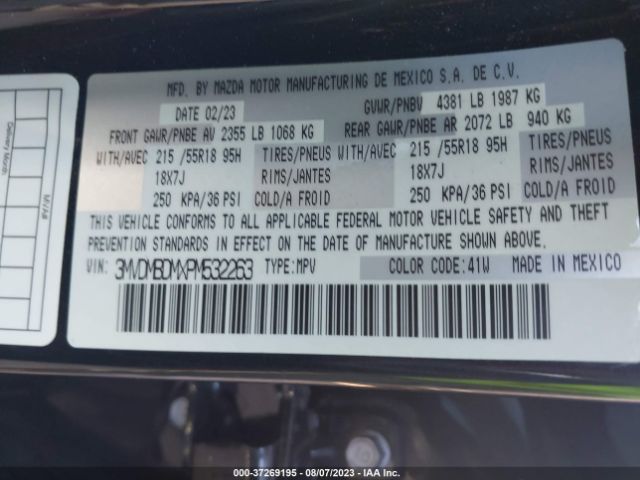 MFD. BY MAZDA MOTOR MANUFACTURING DE MEXICO S.A. DE C.V.
DATE 02/23 GVWR/PNBV 4381 LB 1987 KG
FRONT GAWR/PNBE AV 2355 LB 1068 KG REAR GAWR/PNBE AR 2072 LB 940 KG
WITH/AVEC 215 /55R18 95H TIRES/PNEUS WITH/AVEC 215 /55R18 95H TIRES/PNEUS
18X7J RIMS/JANTES 18X7J RIMS/JANTES
250 KPA/36 PSI COLD/A FROID 250 KPA/36 PSI COLD/A FROID
THIS VEHICLE CONFORMS TO ALL APPLICABLE FEDERAL MOTOR VEHICLE SAFETY AND THEFT
PREVENTION STANDARDS IN EFFECT ON THE DATE OF MANUFACTURE SHOWN ABOVE.
VIN: 3MVDMBDMXPM532263 TYPE:MPV COLOR CODE:41W MADE IN MEXICO
Delivery Month
M/All
000-37269195 - 08/07/2023 - IAA Inc.